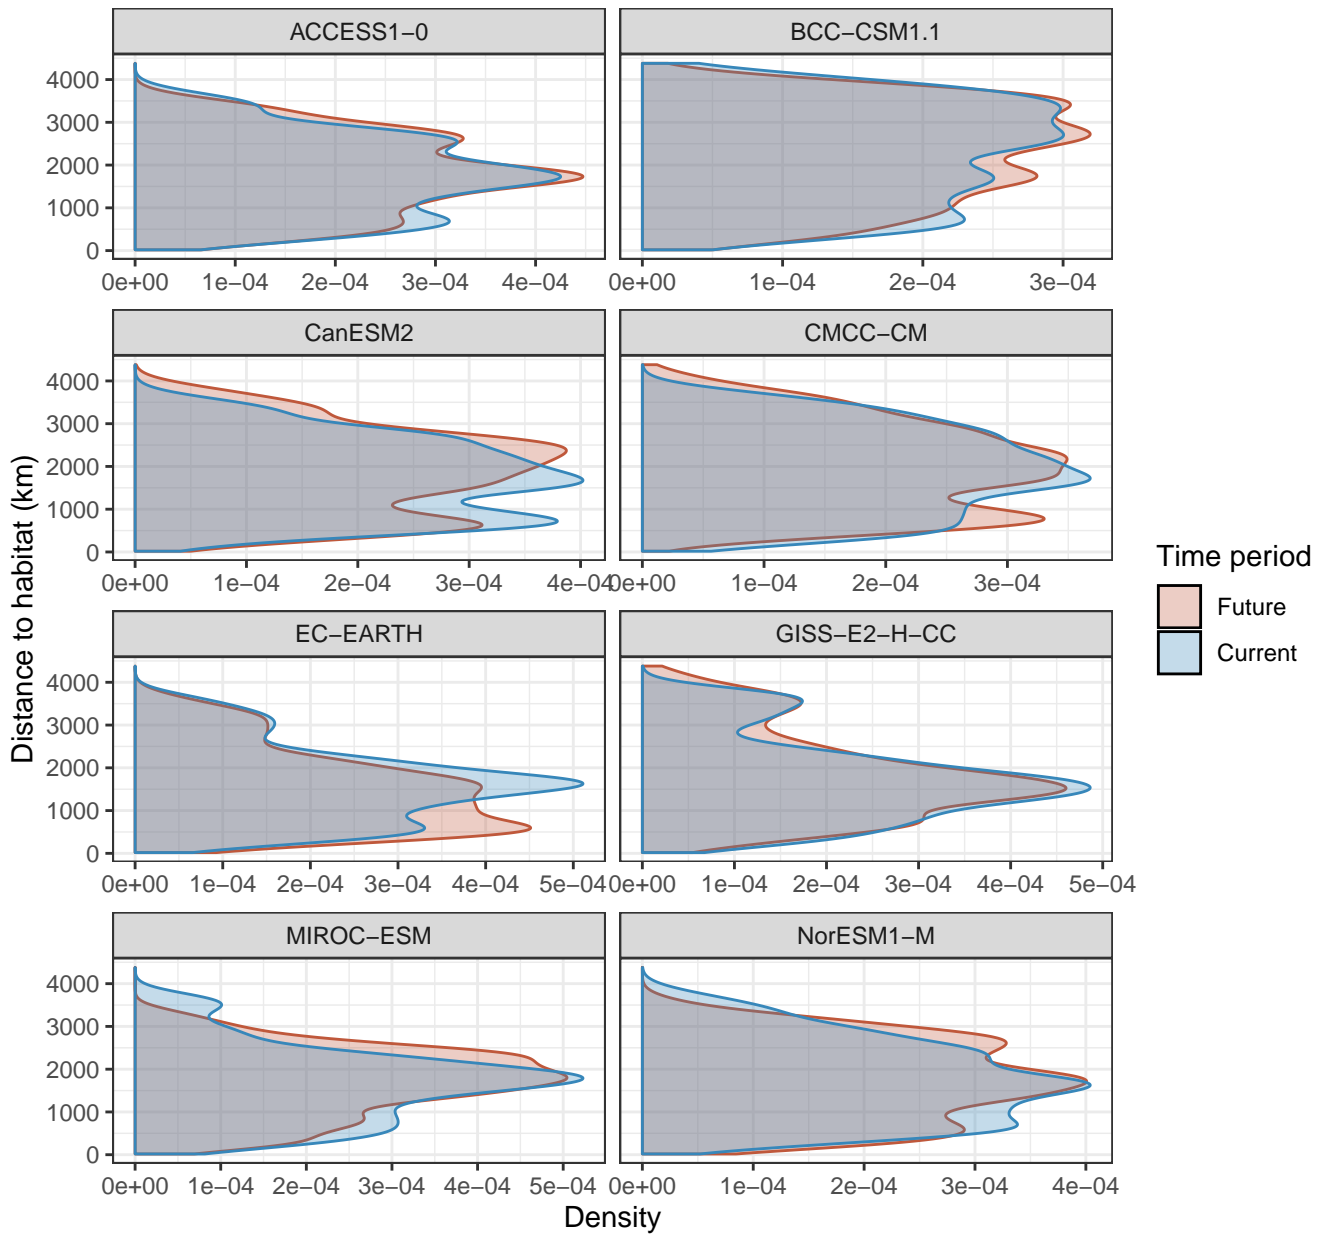 ACCESS1−0
BCC−CSM1.1
4000
3000
2000
1000
0
0e+00 1e−04 2e−04 3e−04 4e−04
0e+00 1e−04 2e−04 3e−04
CanESM2
CMCC−CM
4000
3000
2000
1000
0
0e+00 1e−04 2e−04 3e−04 4e−04
0e+00 1e−04 2e−04 3e−04
EC−EARTH
GISS−E2−H−CC
4000
3000
2000
1000
0
0e+00 1e−04 2e−04 3e−04 4e−04 5e−04
0e+00 1e−04 2e−04 3e−04 4e−04 5e−04
MIROC−ESM
NorESM1−M
4000
3000
2000
1000
0
0e+00 1e−04 2e−04 3e−04 4e−04 5e−04
0e+00 1e−04 2e−04 3e−04 4e−04
Density
Distance to habitat (km)
Time period
Future
Current